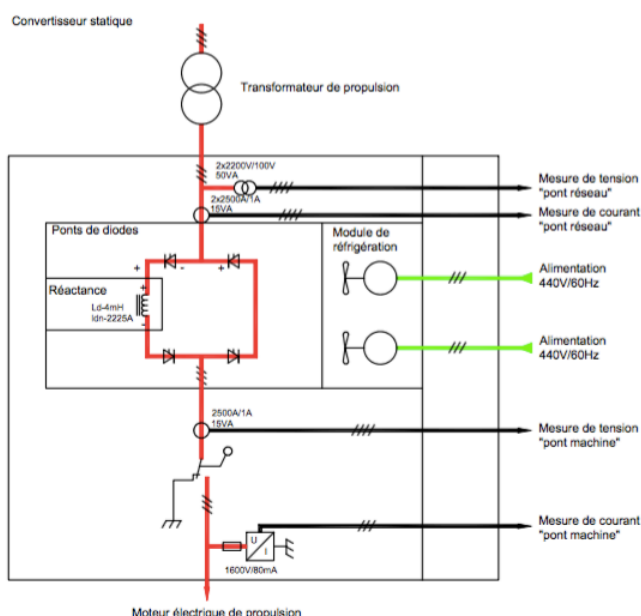 Convertisseur statique
Transformateur de propulsion
2x2200V/100V
50VA
Mesure de tension
"pont réseau"
2x2500A/1A
15VA
Mesure de courant
"pont réseau"
Ponts de diodes
Module de
réfrigération
+
-
+
Alimentation
440V/60Hz
Réactance
+
Ld-4mH
Idn-2225A
-
Alimentation
440V/60Hz
2500A/1A
15VA
Mesure de tension
"pont machine"
Mesure de courant
"pont machine"
U
I
1600V/80mA
Moteur électrique de propulsion